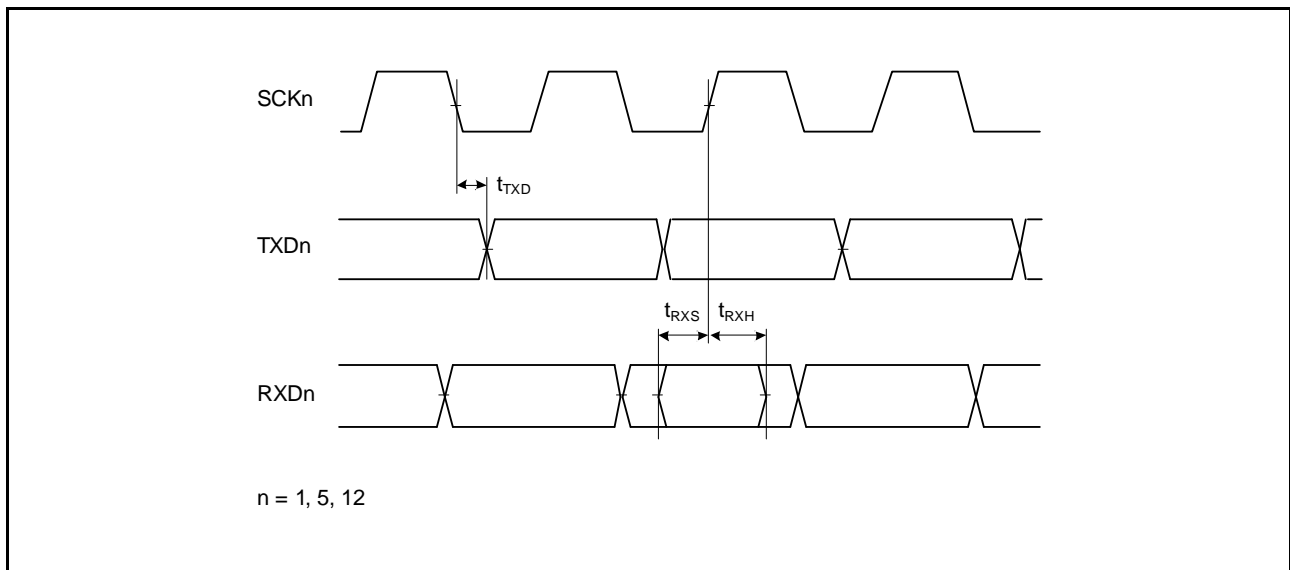 SCKn
tTXD
TXDn
tRXS tRXH
RXDn
n = 1, 5, 12